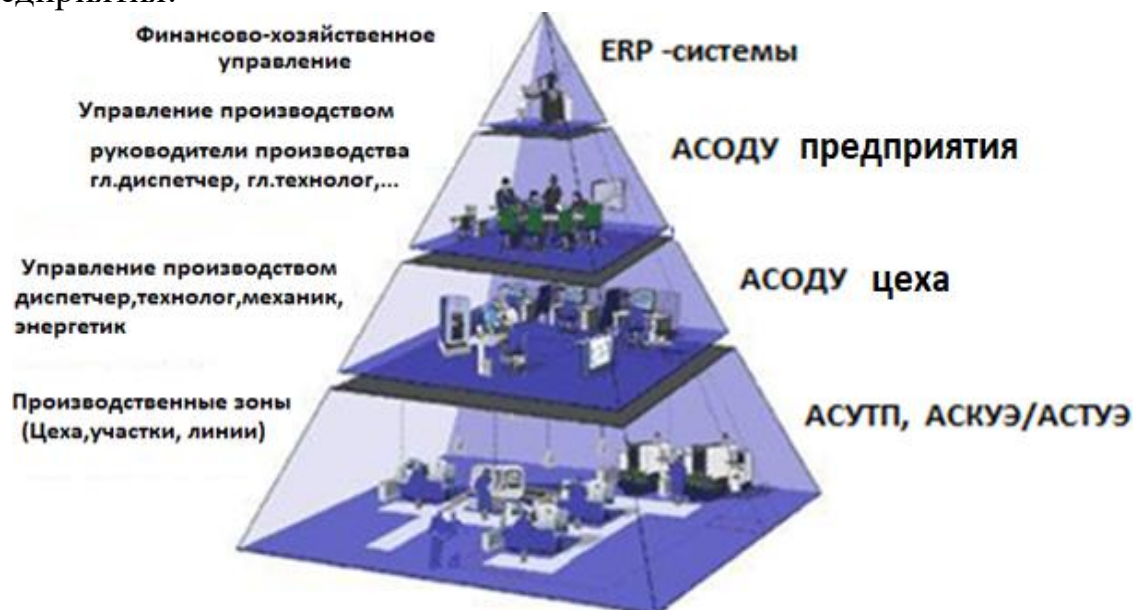 Финансово-хозяйственное
управление
ERP -системы
Управление производством
руководители производства
гл.диспетчер, гл.технолог,...
АСОДУ предприятия
Управление производством
диспетчер,технолог,механик,
энергетик
АСОДУ цеха
Производственные зоны
(Цеха,участки, линии)
АСУТП, АСКУЭ/АСТУЭ